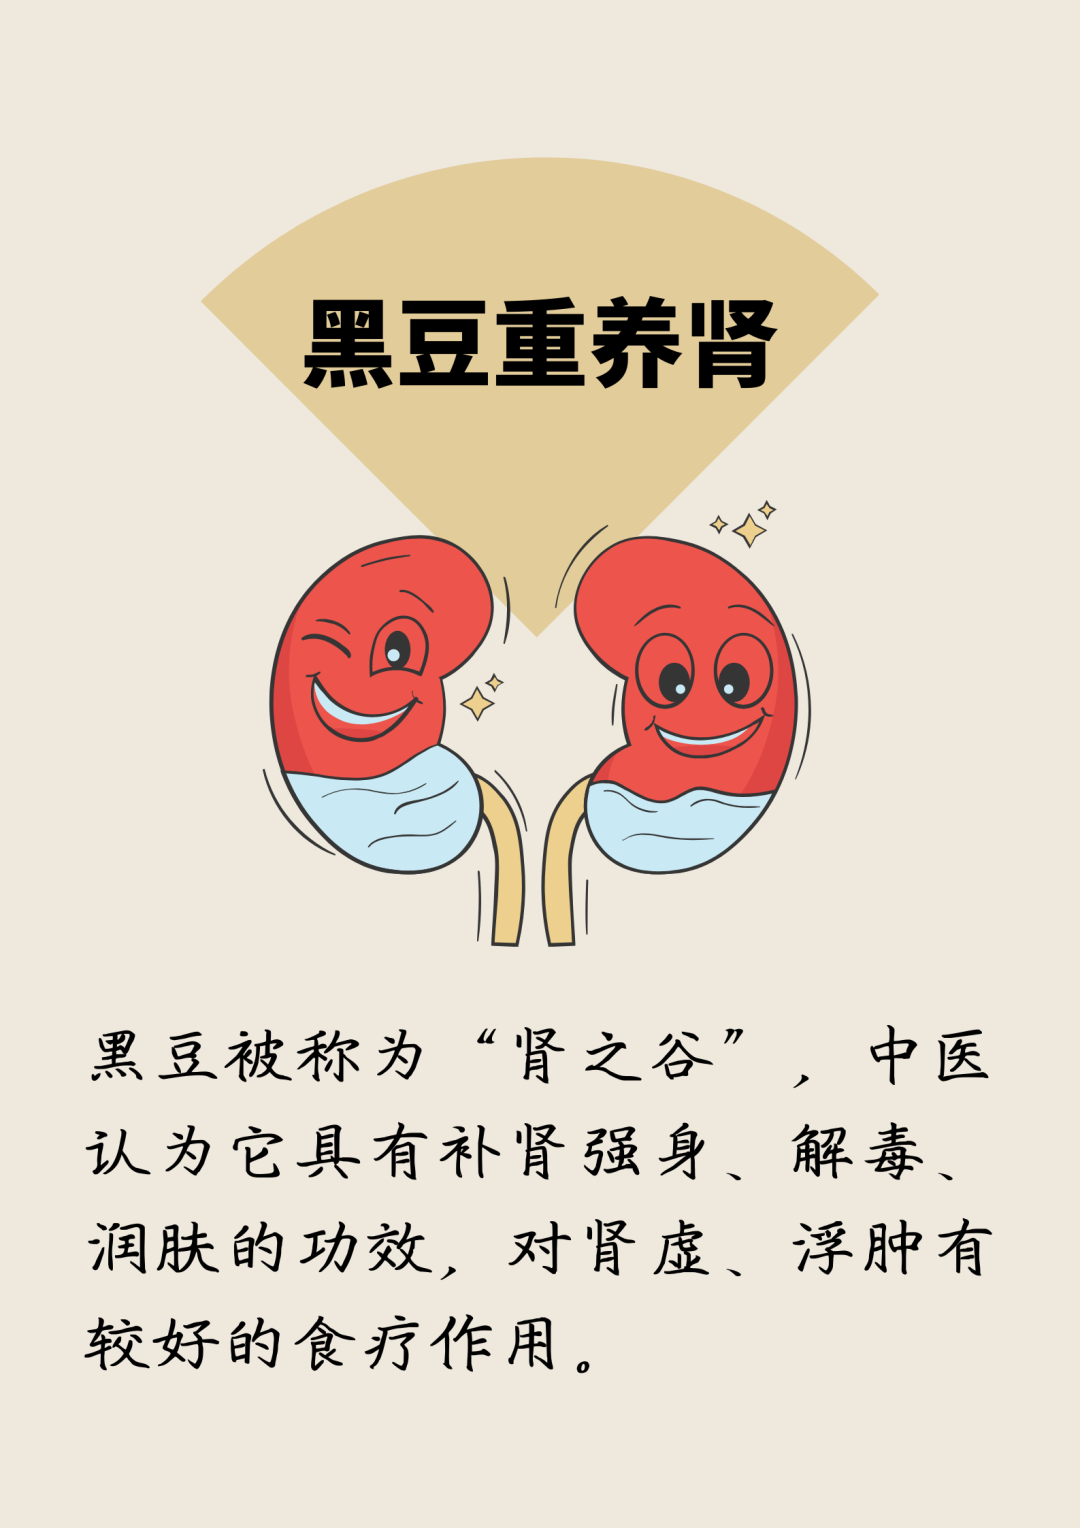 黑豆重养肾
黑豆被称为“肾之谷”，中医
认为它具有补肾强身、解毒、
润肤的功效，对肾虚、浮肿有
较好的食疗作用。